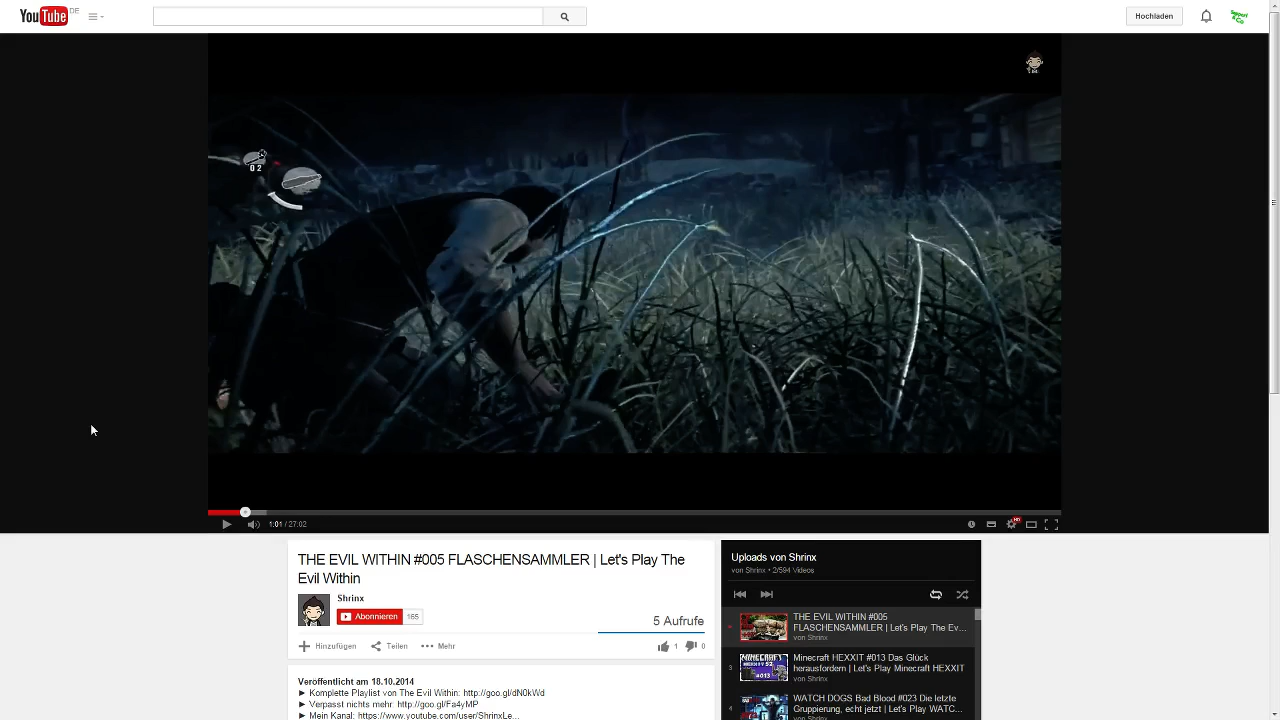 YouTube DE
Hochladen
0 2
1:01 / 27:02
HD
THE EVIL WITHIN #005 FLASCHENSAMMLER | Let's Play The
Evil Within
Shrinx
Abonnieren 165
5 Aufrufe
Hinzufügen Teilen Mehr 1 0
Veröffentlicht am 18.10.2014
► Komplette Playlist von The Evil Within: http://goo.gl/dN0kWd
► Verpasst nichts mehr: http://goo.gl/Fa4yMP
► Mein Kanal: https://www.youtube.com/user/ShrinxLe...
Uploads von Shrinx
von Shrinx • 2/594 Videos
THE EVIL WITHIN #005
FLASCHENSAMMLER | Let's Play The Ev...
von Shrinx
3
Minecraft HEXXIT #013 Das Glück
herausfordern | Let's Play Minecraft HEXXIT
von Shrinx
#013
4
WATCH DOGS Bad Blood #023 Die letzte
Gruppierung, echt jetzt | Let's Play WATC...
von Shrinx